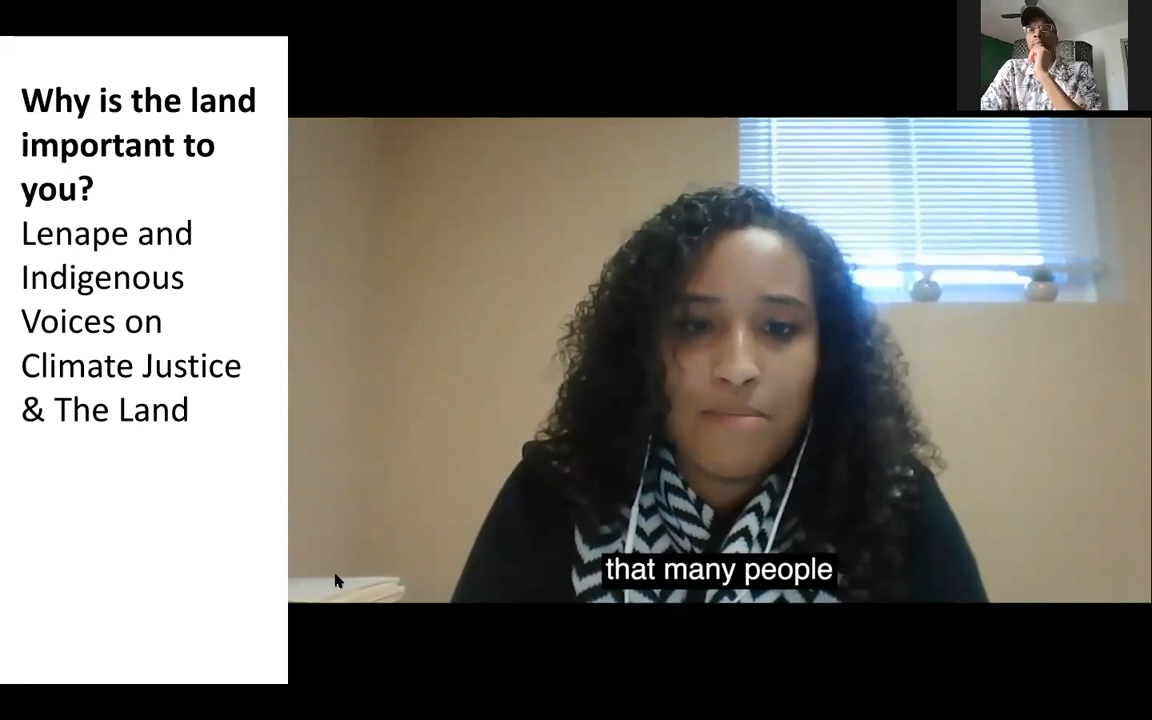 Why is the land
important to
you?
Lenape and
Indigenous
Voices on
Climate Justice
& The Land
that many people